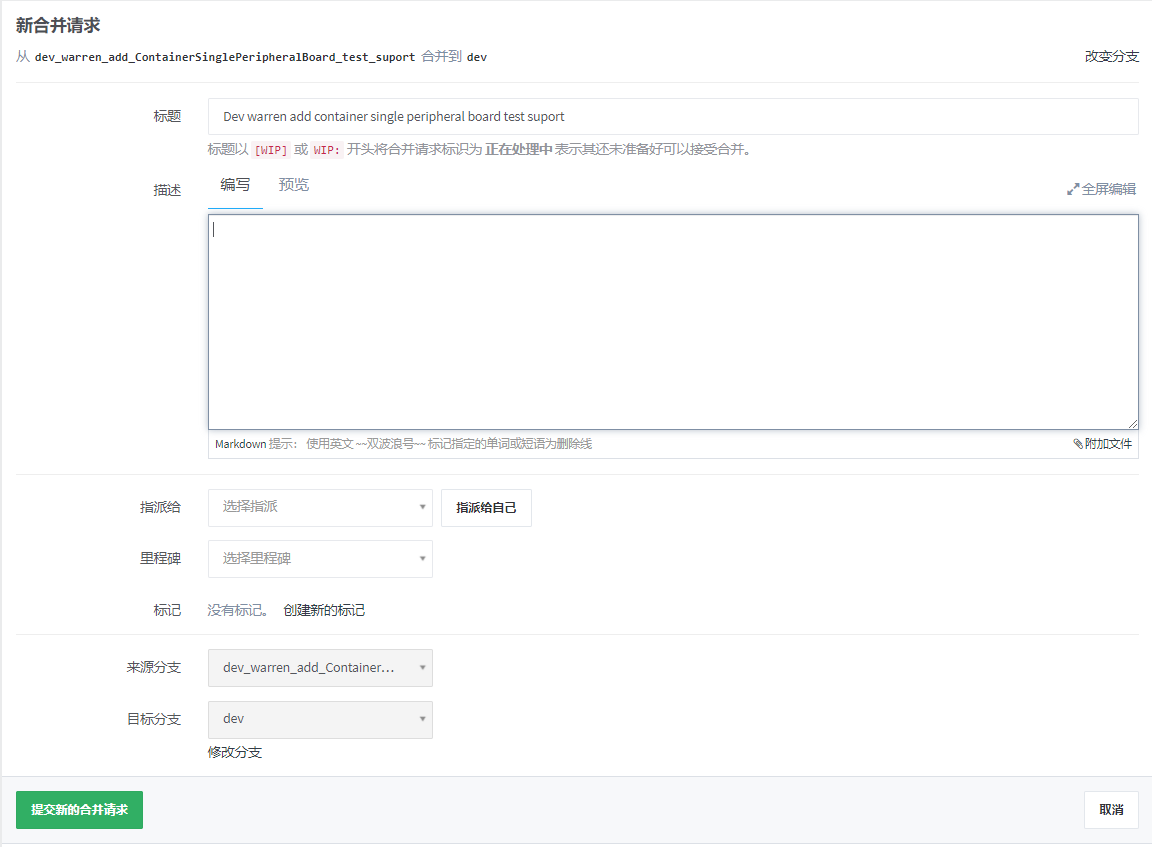 新合并请求
从 dev_warren_add_ContainerSinglePeripheralBoard_test_suport 合并到 dev 改变分支
标题 Dev warren add container single peripheral board test suport
标题以 [WIP] 或 WIP: 开头将合并请求标识为 正在处理中 表示其还未准备好可以接受合并。
描述 编写 预览 全屏编辑
Markdown 提示： 使用英文 ~~双波浪号~~ 标记指定的单词或短语为删除线 附加文件
指派给 选择指派 指派给自己
里程碑 选择里程碑
标记 没有标记。 创建新的标记
来源分支 dev_warren_add_Container...
目标分支 dev
修改分支
提交新的合并请求 取消